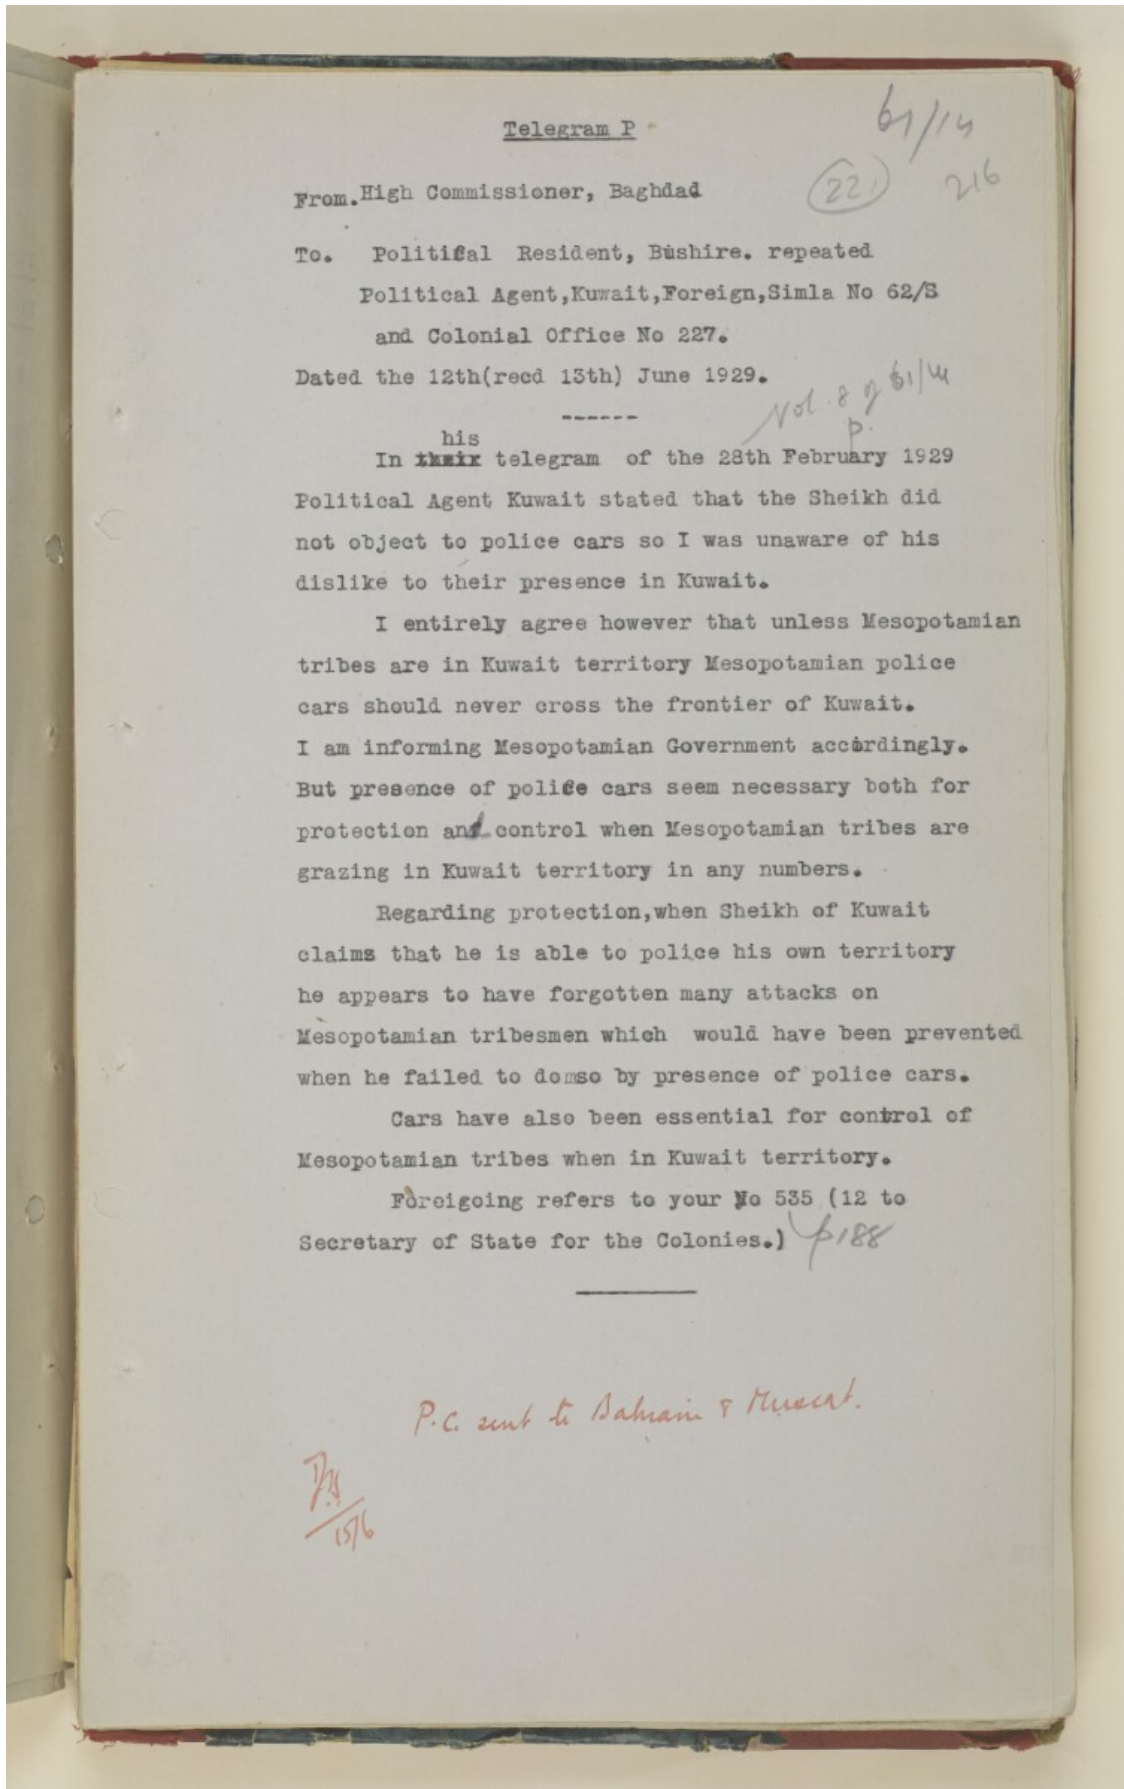 Telegram P
61/14
221
216
From. High Commissioner, Baghdad
To. Political Resident, Bushire. repeated
Political Agent,Kuwait,Foreign,Simla No 62/S
and Colonial Office No 227.
Dated the 12th(recd 13th) June 1929.
------
Vol. 8 of 61/14
p.
his
In their telegram of the 28th February 1929
Political Agent Kuwait stated that the Sheikh did
not object to police cars so I was unaware of his
dislike to their presence in Kuwait.
I entirely agree however that unless Mesopotamian
tribes are in Kuwait territory Mesopotamian police
cars should never cross the frontier of Kuwait.
I am informing Mesopotamian Government accordingly.
But presence of police cars seem necessary both for
protection and control when Mesopotamian tribes are
grazing in Kuwait territory in any numbers.
Regarding protection,when Sheikh of Kuwait
claims that he is able to police his own territory
he appears to have forgotten many attacks on
Mesopotamian tribesmen which would have been prevented
when he failed to domso by presence of police cars.
Cars have also been essential for control of
Mesopotamian tribes when in Kuwait territory.
Foreigoing refers to your No 535 (12 to
Secretary of State for the Colonies.) p188
P.C. sent to Bahrain & Muscat.
15/6